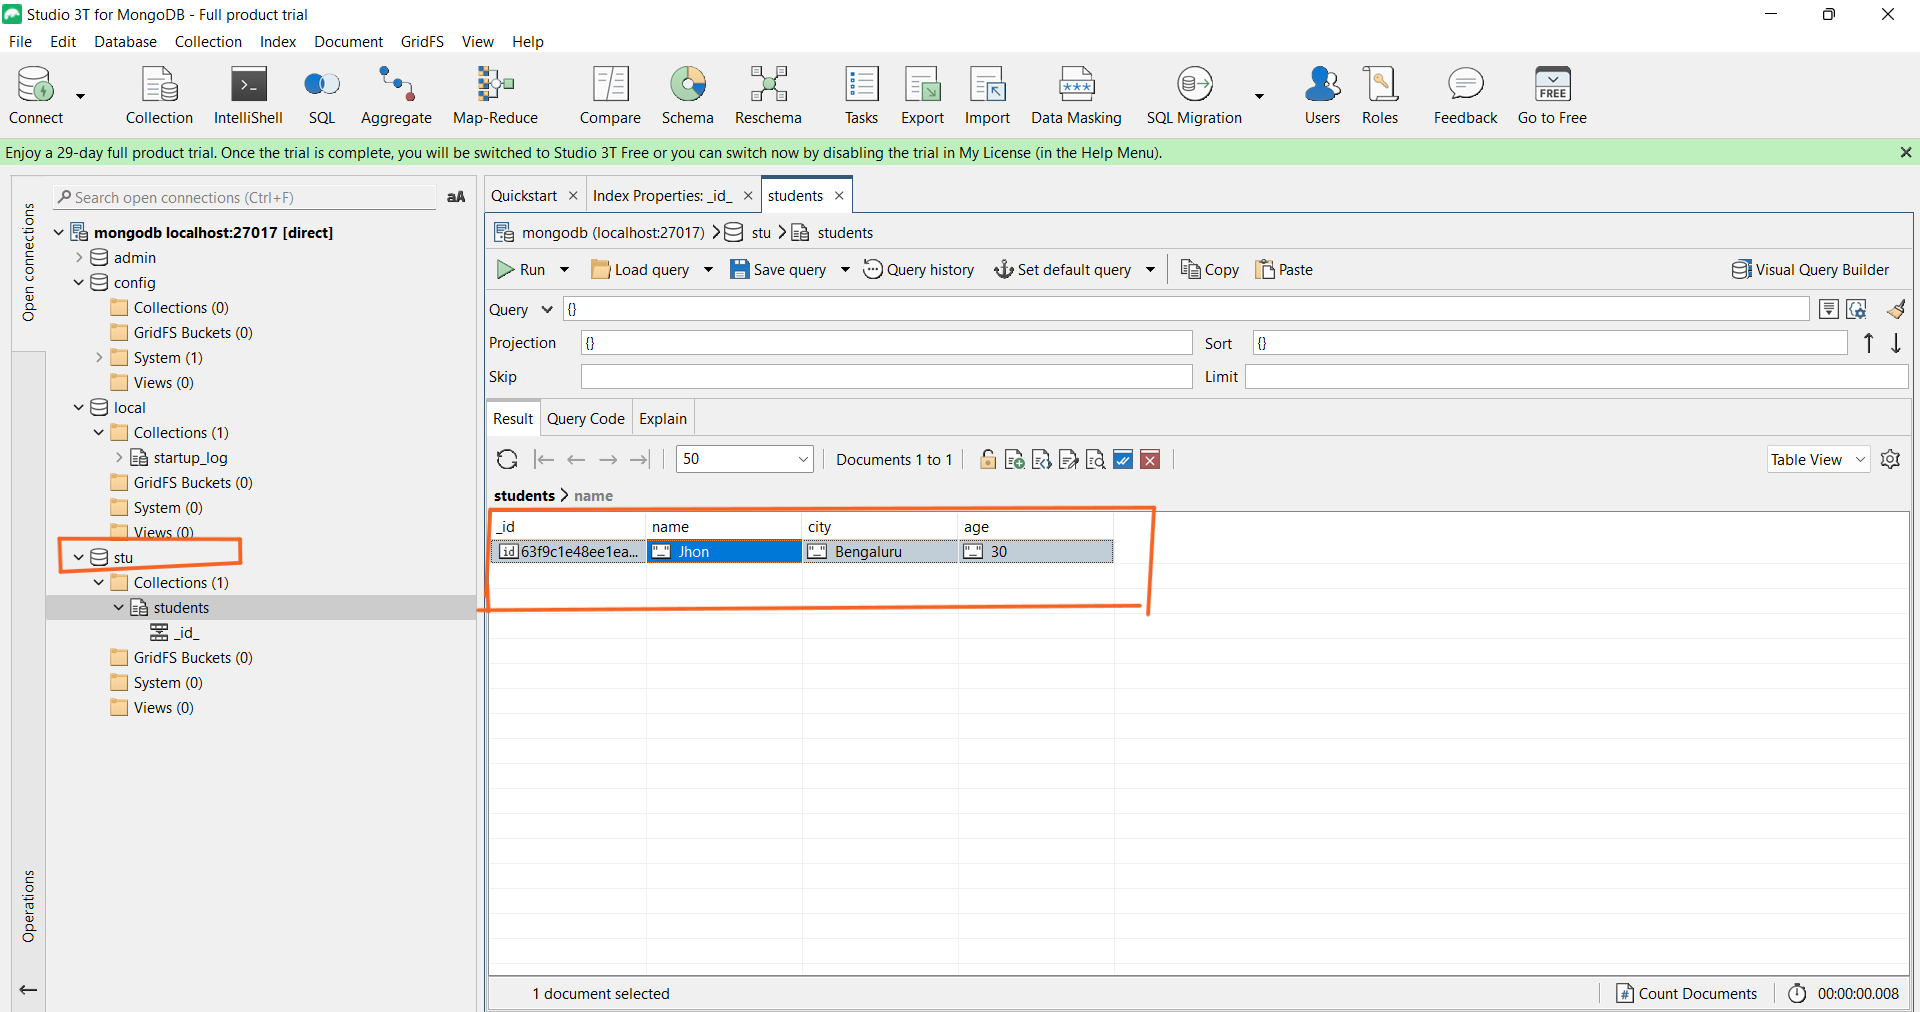 Studio 3T for MongoDB - Full product trial
File Edit Database Collection Index Document GridFS View Help
Connect Collection IntelliShell SQL Aggregate Map-Reduce Compare Schema Reschema Tasks Export Import Data Masking SQL Migration Users Roles Feedback FREE Go to Free
Enjoy a 29-day full product trial. Once the trial is complete, you will be switched to Studio 3T Free or you can switch now by disabling the trial in My License (in the Help Menu).
Open connections
Operations
Search open connections (Ctrl+F) aA
mongodb localhost:27017 [direct]
admin
config
Collections (0)
GridFS Buckets (0)
System (1)
Views (0)
local
Collections (1)
startup_log
GridFS Buckets (0)
System (0)
Views (0)
stu
Collections (1)
students
_id_
GridFS Buckets (0)
System (0)
Views (0)
Quickstart Index Properties: _id_ students
mongodb (localhost:27017) stu students
Run Load query Save query Query history Set default query Copy Paste Visual Query Builder
Query {}
Projection {} Sort {}
Skip Limit
Result Query Code Explain
50 Documents 1 to 1 Table View
students > name
_id name city age
id 63f9c1e48ee1ea... "_" Jhon "_" Bengaluru "_" 30
1 document selected # Count Documents 00:00:00.008